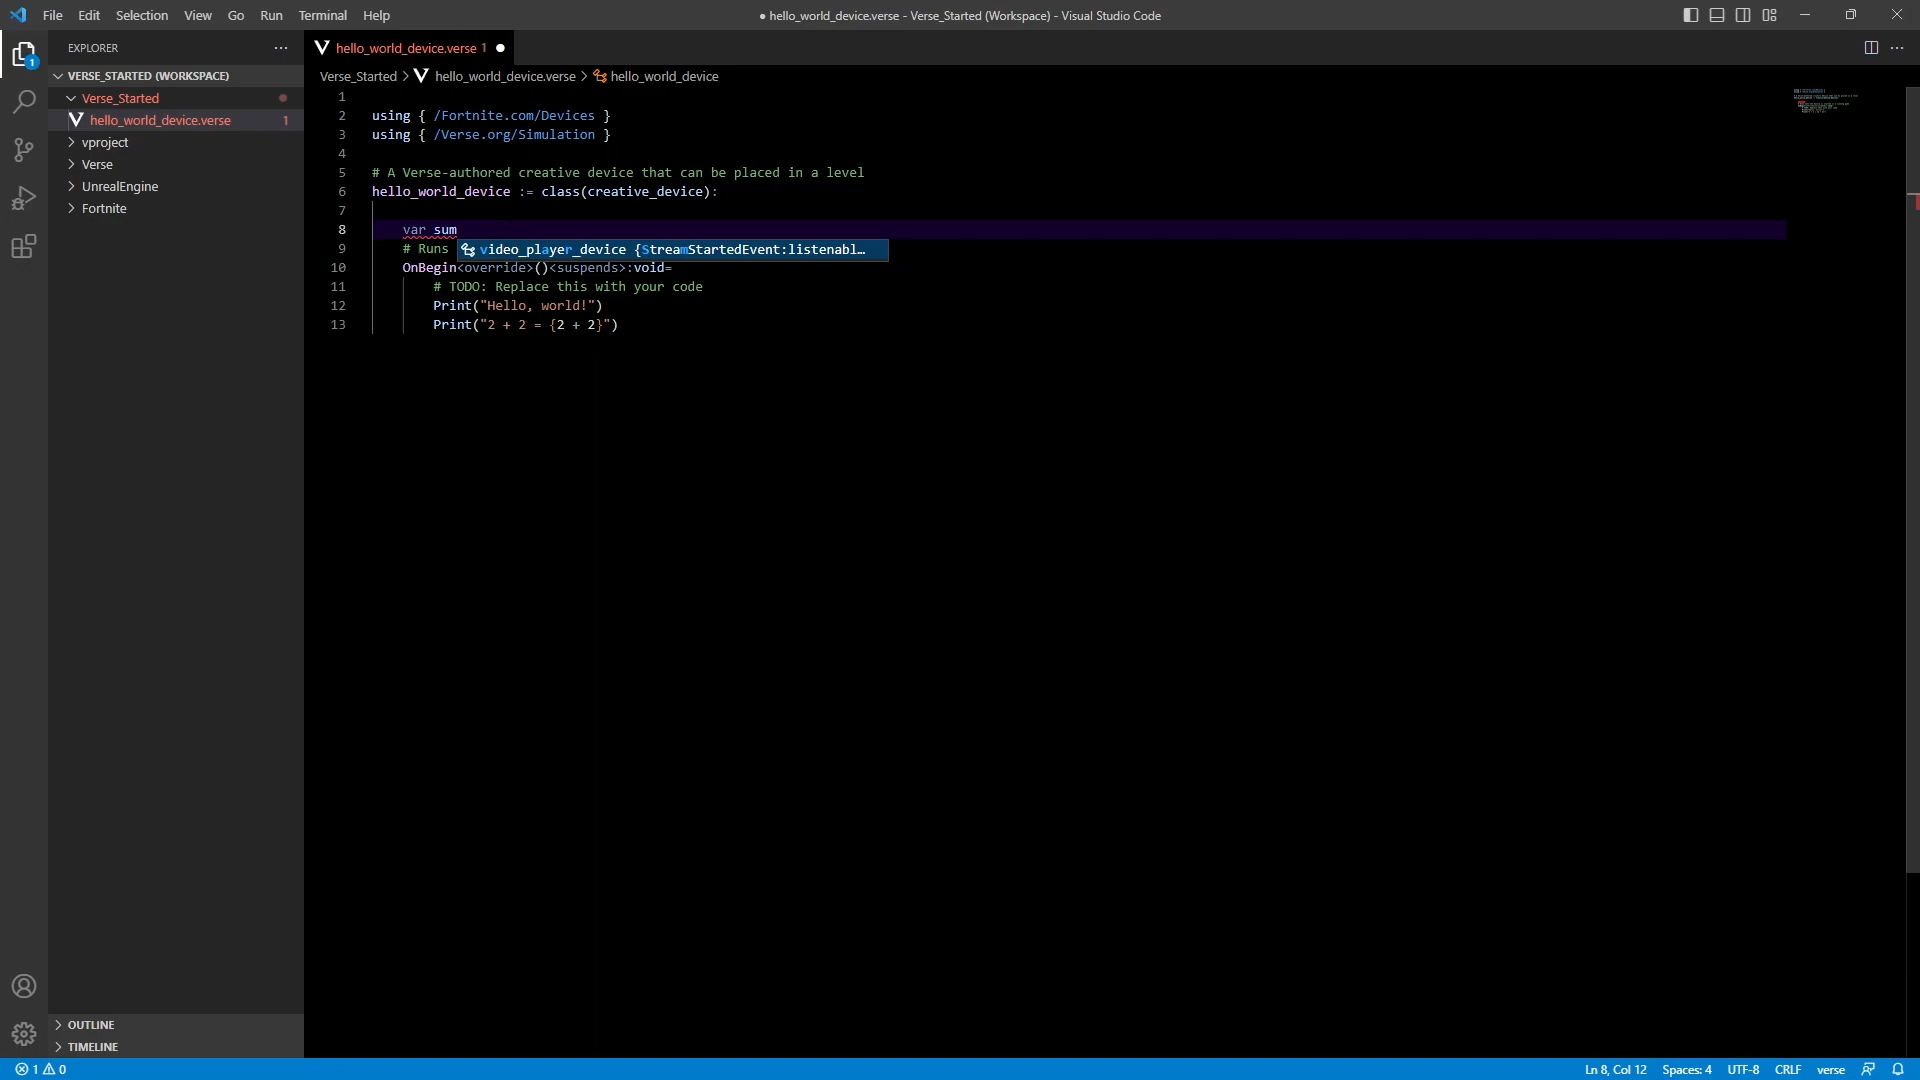 File Edit Selection View Go Run Terminal Help
● hello_world_device.verse - Verse_Started (Workspace) - Visual Studio Code
EXPLORER
1
VERSE_STARTED (WORKSPACE)
Verse_Started
hello_world_device.verse 1
vproject
Verse
UnrealEngine
Fortnite
OUTLINE
TIMELINE
hello_world_device.verse 1
Verse_Started > hello_world_device.verse > hello_world_device
1
2 using { /Fortnite.com/Devices }
3 using { /Verse.org/Simulation }
4
5 # A Verse-authored creative device that can be placed in a level
6 hello_world_device := class(creative_device):
7
8 var sum
9 # Runs
video_player_device {StreamStartedEvent:listenabl…
10 OnBegin<override>()<suspends>:void=
11 # TODO: Replace this with your code
12 Print("Hello, world!")
13 Print("2 + 2 = {2 + 2}")
1 0
Ln 8, Col 12 Spaces: 4 UTF-8 CRLF verse